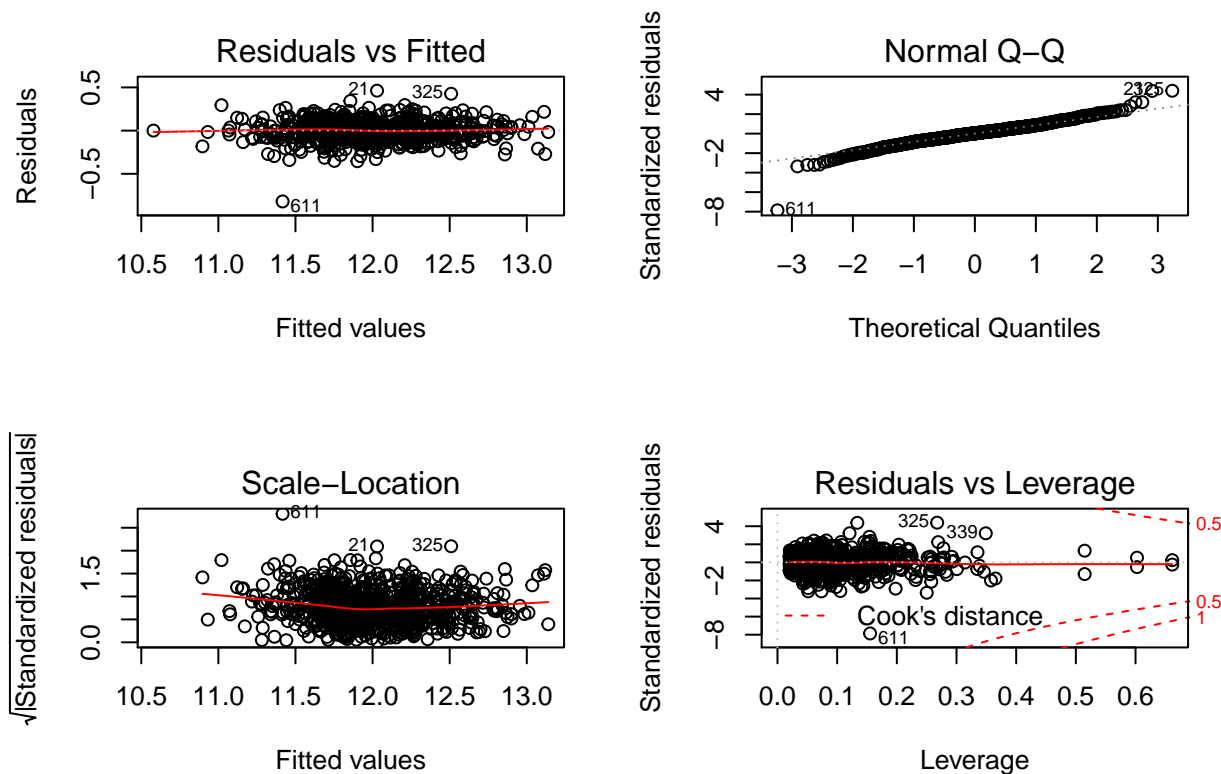 Residuals vs Fitted
Residuals
0.5
−0.5
21
325
611
10.5 11.0 11.5 12.0 12.5 13.0
Fitted values
Normal Q−Q
Standardized residuals
4
−2
−8
21
325
611
−3 −2 −1 0 1 2 3
Theoretical Quantiles
Scale−Location
√|Standardized residuals|
1.5
0.0
611
21
325
10.5 11.0 11.5 12.0 12.5 13.0
Fitted values
Residuals vs Leverage
Standardized residuals
4
−2
−8
325
339
611
Cook's distance
0.5
0.5
1
0.0 0.1 0.2 0.3 0.4 0.5 0.6
Leverage